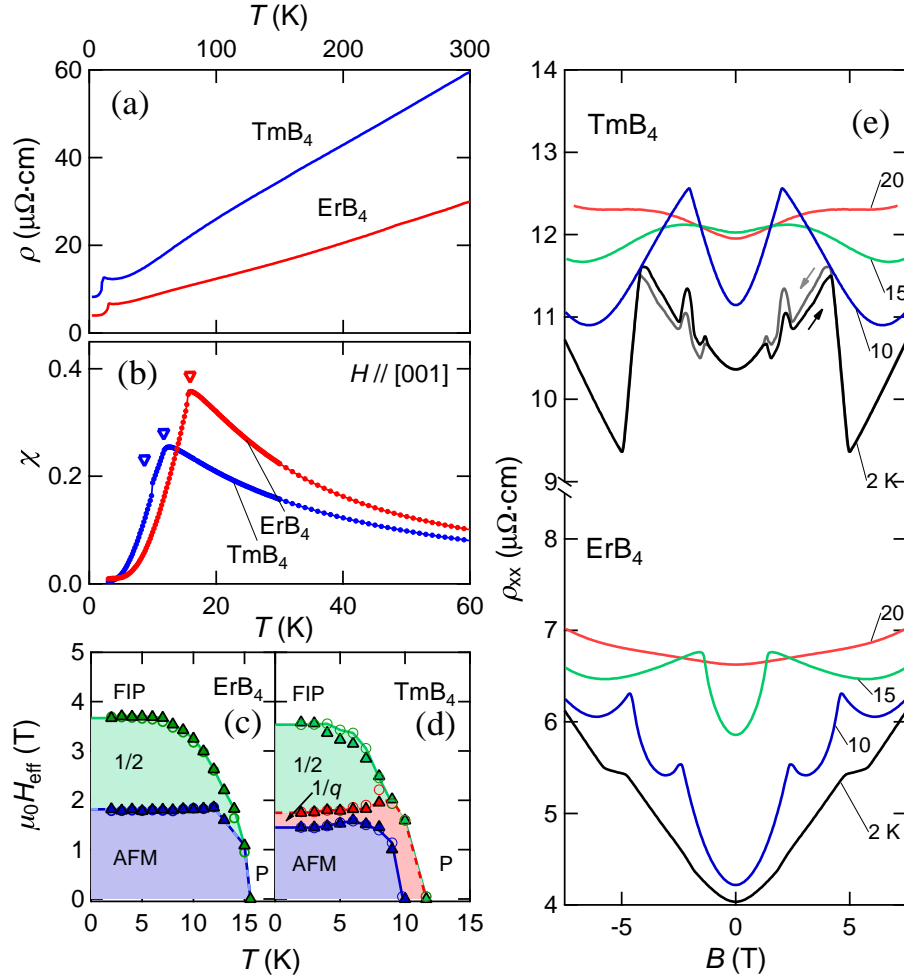 T (K)
0 100 200 300
(a)
TmB4
ErB4
ρ (μΩ·cm)
60
40
20
0
(b)
H // [001]
ErB4
TmB4
χ
0.4
0.2
0.0
0 20 40 60
T (K)
FIP
ErB4
(c)
1/2
AFM
P
μ0Heff (T)
5
4
3
2
1
0
0 5 10 15
T (K)
FIP
TmB4
(d)
1/2
1/q
AFM
P
0 5 10 15
T (K)
(e)
TmB4
20
15
10
2 K
ErB4
20
15
10
2 K
ρxx (μΩ·cm)
14
13
12
11
10
9
8
7
6
5
4
-5 0 5
B (T)